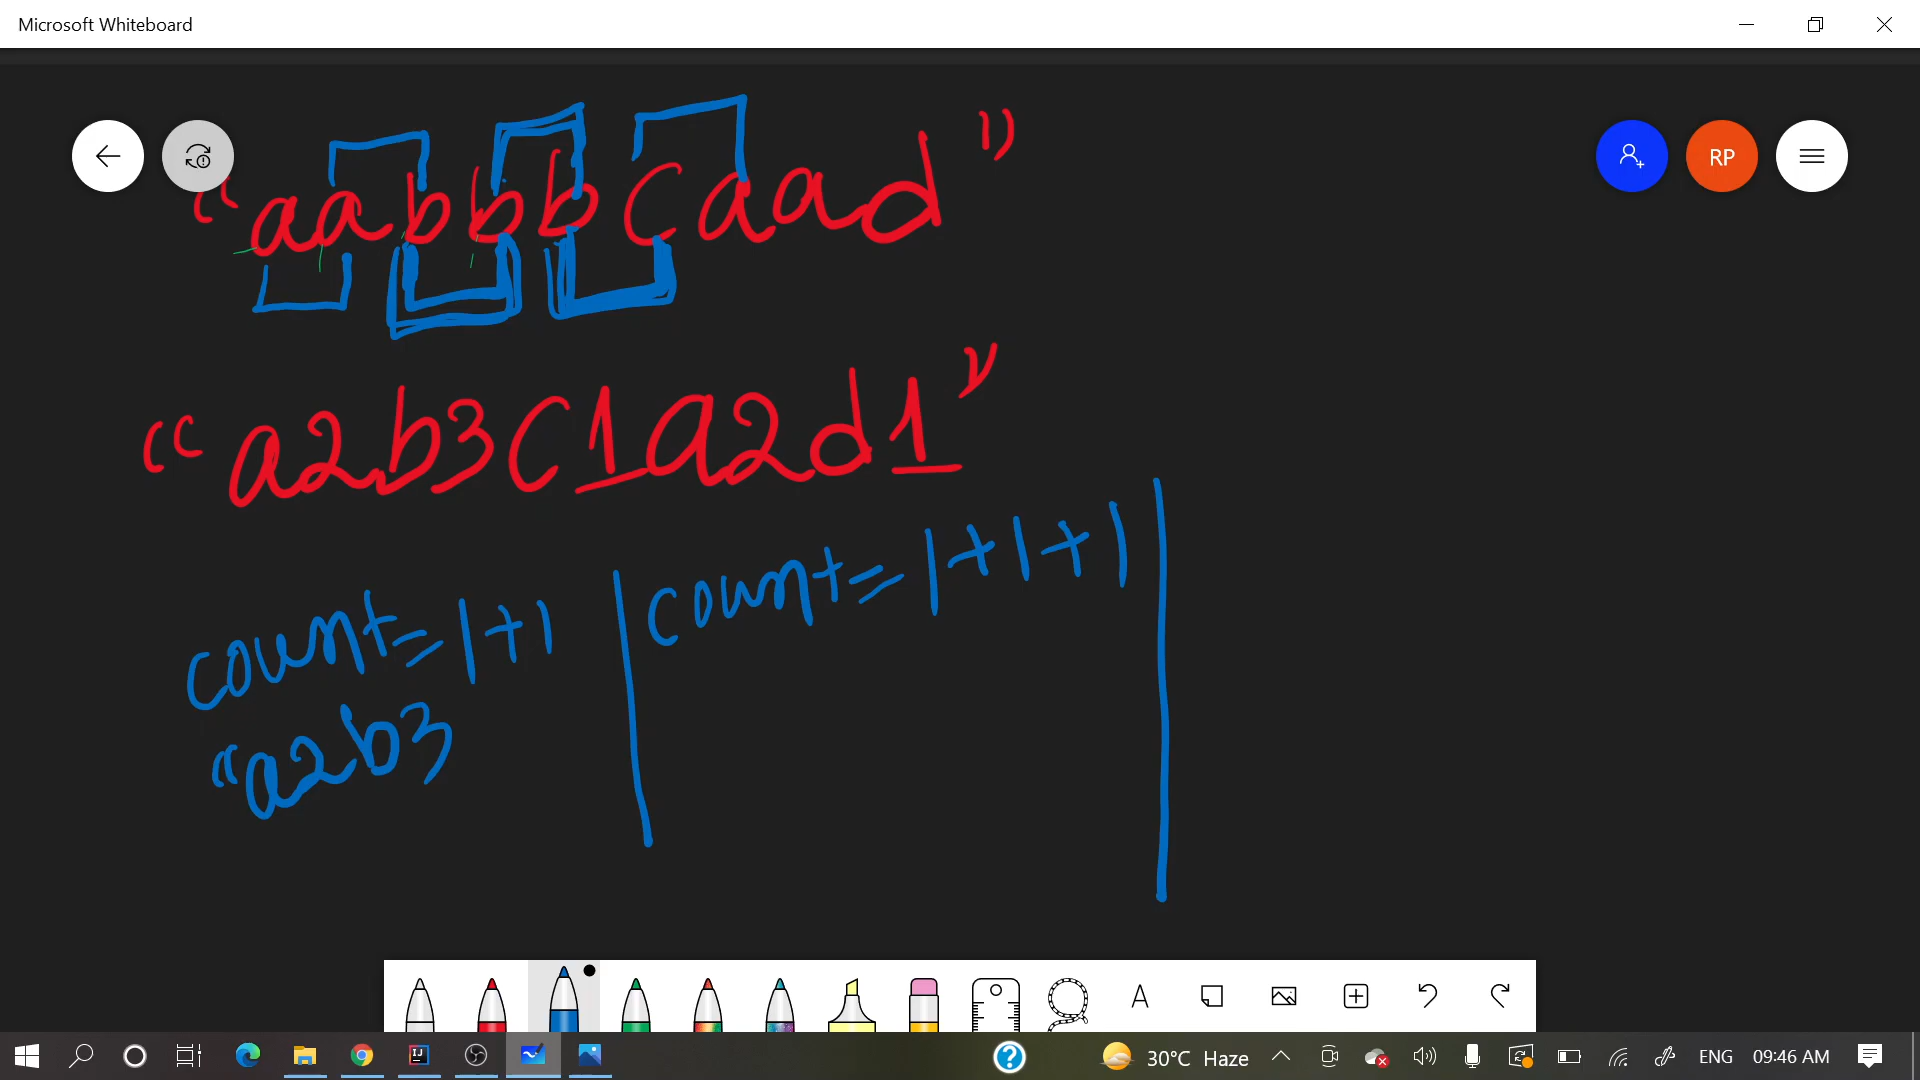 Microsoft Whiteboard
RP
"aabbbcaad"
"a2b3c1a2d1"
count=1+1
count=1+1+1
"a2b3
A
30°C Haze
ENG
09:46 AM